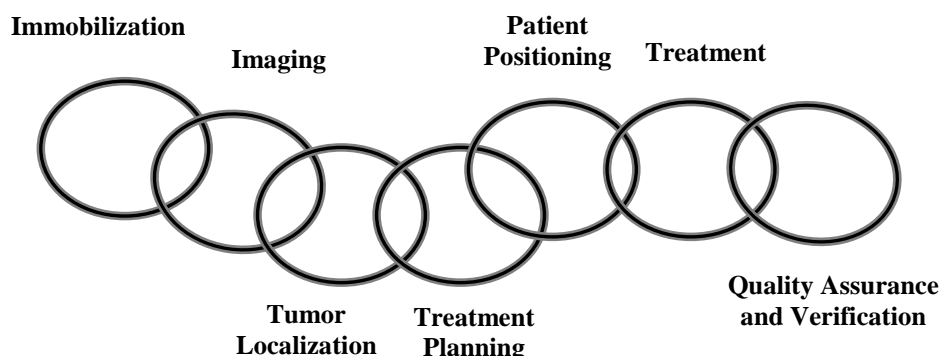 Immobilization
Imaging
Tumor
Localization
Treatment
Planning
Patient
Positioning
Treatment
Quality Assurance
and Verification